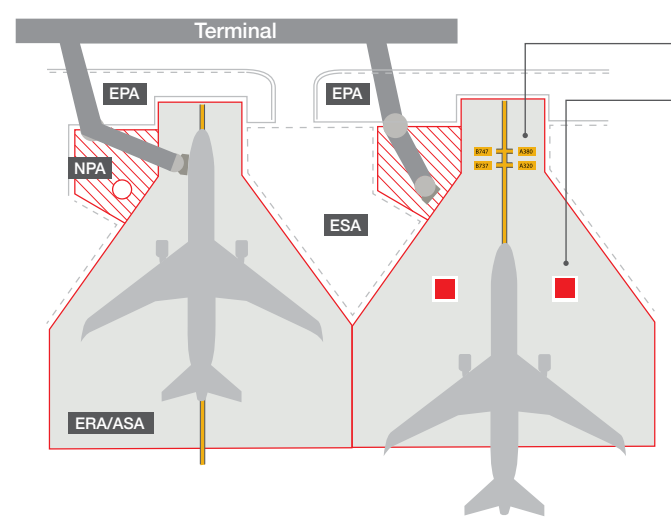 Terminal
EPA
EPA
B747 A380
B737 A320
NPA
ESA
ERA/ASA